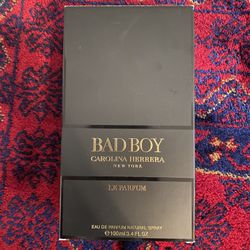 BAD BOY
CAROLINA HERRERA
NEW YORK
LE PARFUM
EAU DE PARFUM NATURAL SPRAY
℮ 100ml 3.4 FL.OZ